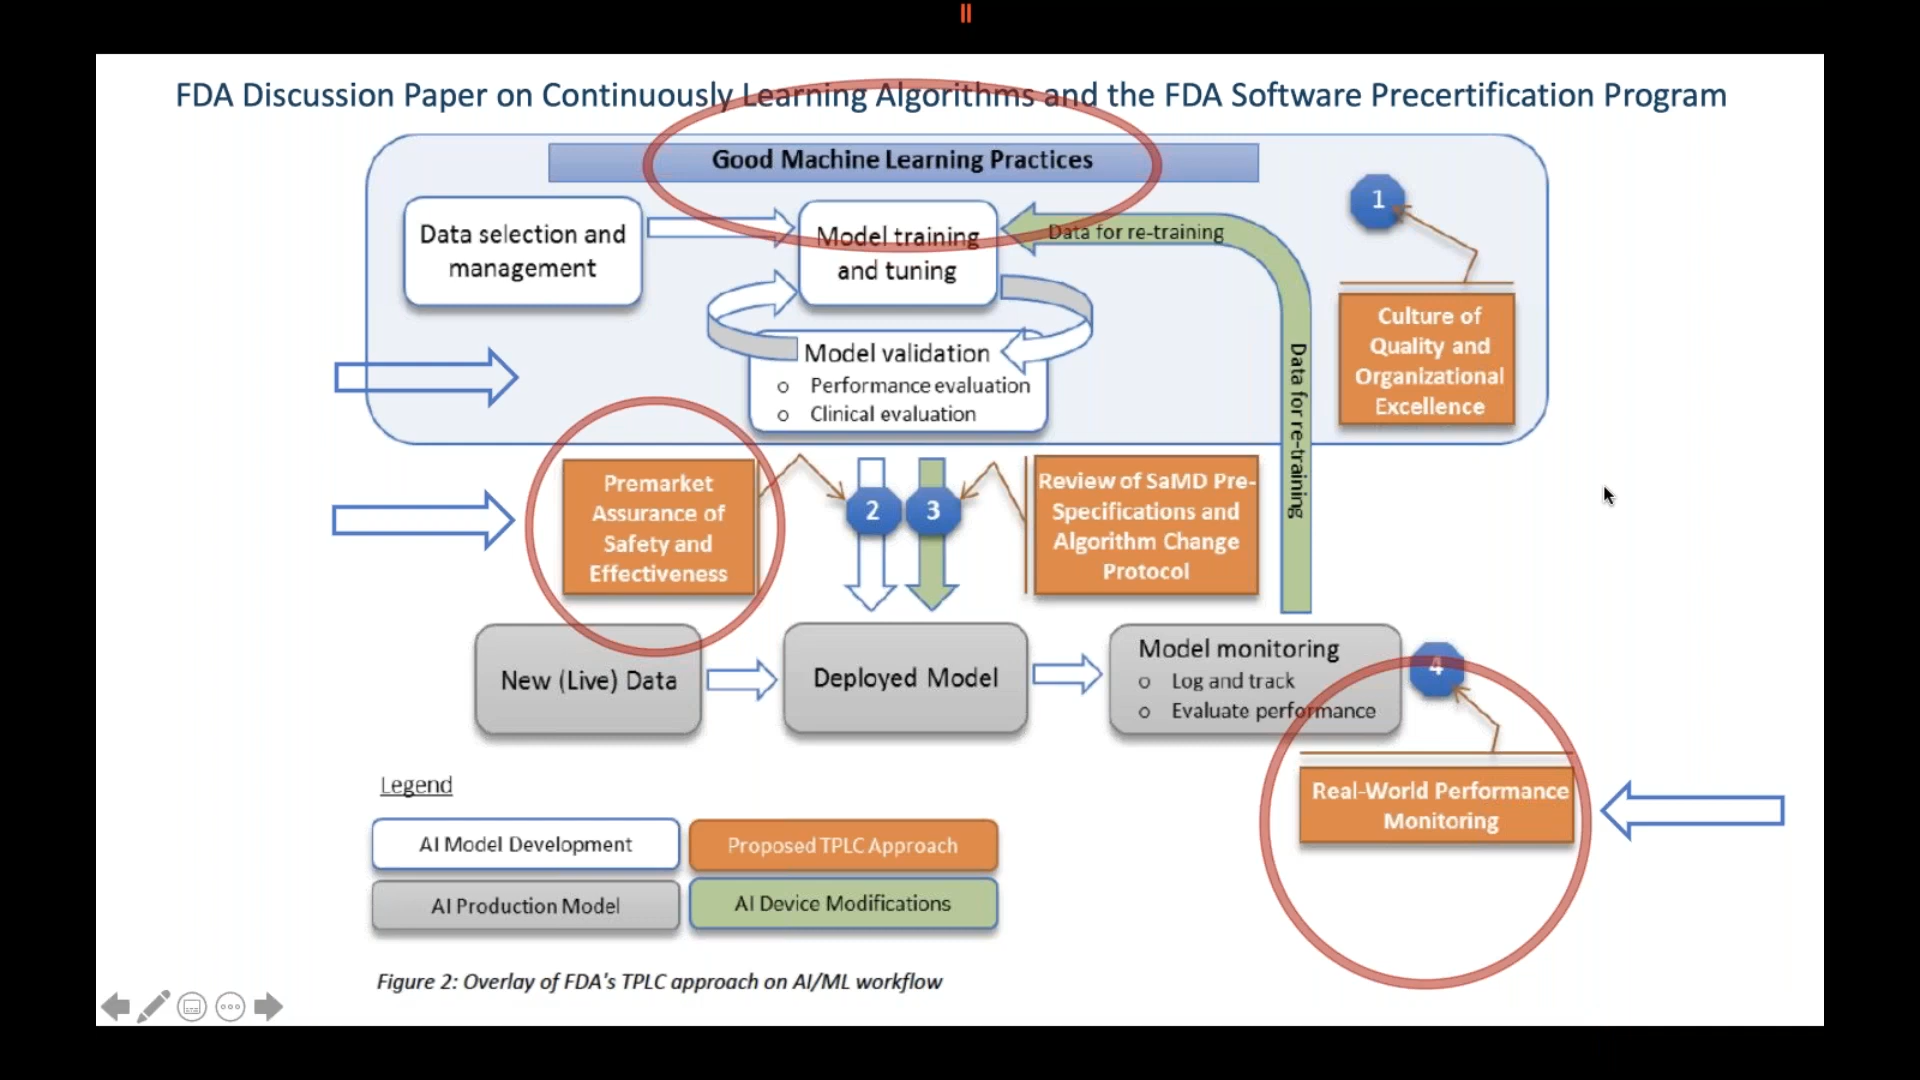 FDA Discussion Paper on Continuously Learning Algorithms and the FDA Software Precertification Program
Good Machine Learning Practices
Data selection and
management
Model training
and tuning
Data for re-training
1
Culture of
Quality and
Organizational
Excellence
Model validation
o Performance evaluation
o Clinical evaluation
Data for re-training
Premarket
Assurance of
Safety and
Effectiveness
2
3
Review of SaMD Pre-
Specifications and
Algorithm Change
Protocol
New (Live) Data
Deployed Model
Model monitoring
o Log and track
o Evaluate performance
4
Real-World Performance
Monitoring
Legend
AI Model Development
Proposed TPLC Approach
AI Production Model
AI Device Modifications
Figure 2: Overlay of FDA's TPLC approach on AI/ML workflow